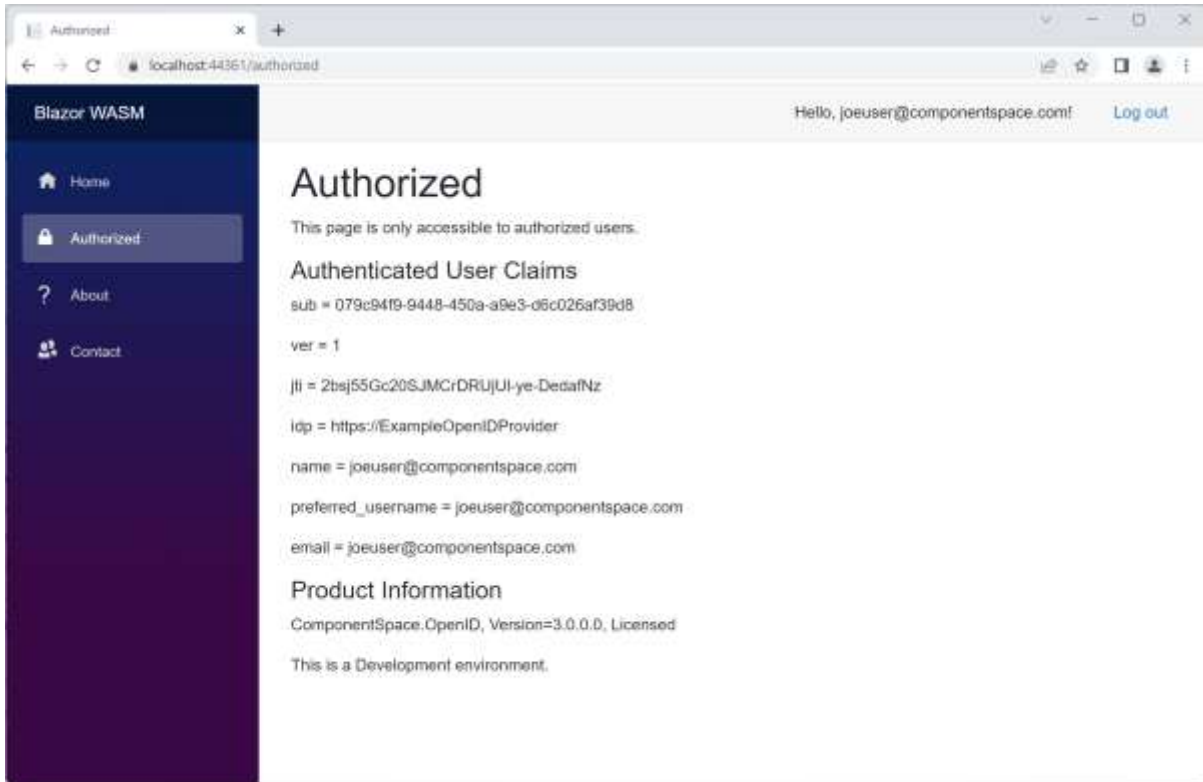 Authorized
localhost:44361/authorized
Blazor WASM
Hello, joeuser@componentspace.com!
Log out
Home
Authorized
About
Contact
Authorized
This page is only accessible to authorized users.
Authenticated User Claims
sub = 079c94f9-9448-450a-a9e3-d6c026af39d8
ver = 1
jti = 2bsj55Gc20SJMCrDRUjUI-ye-DedafNz
idp = https://ExampleOpenIDProvider
name = joeuser@componentspace.com
preferred_username = joeuser@componentspace.com
email = joeuser@componentspace.com
Product Information
ComponentSpace.OpenID, Version=3.0.0.0, Licensed
This is a Development environment.